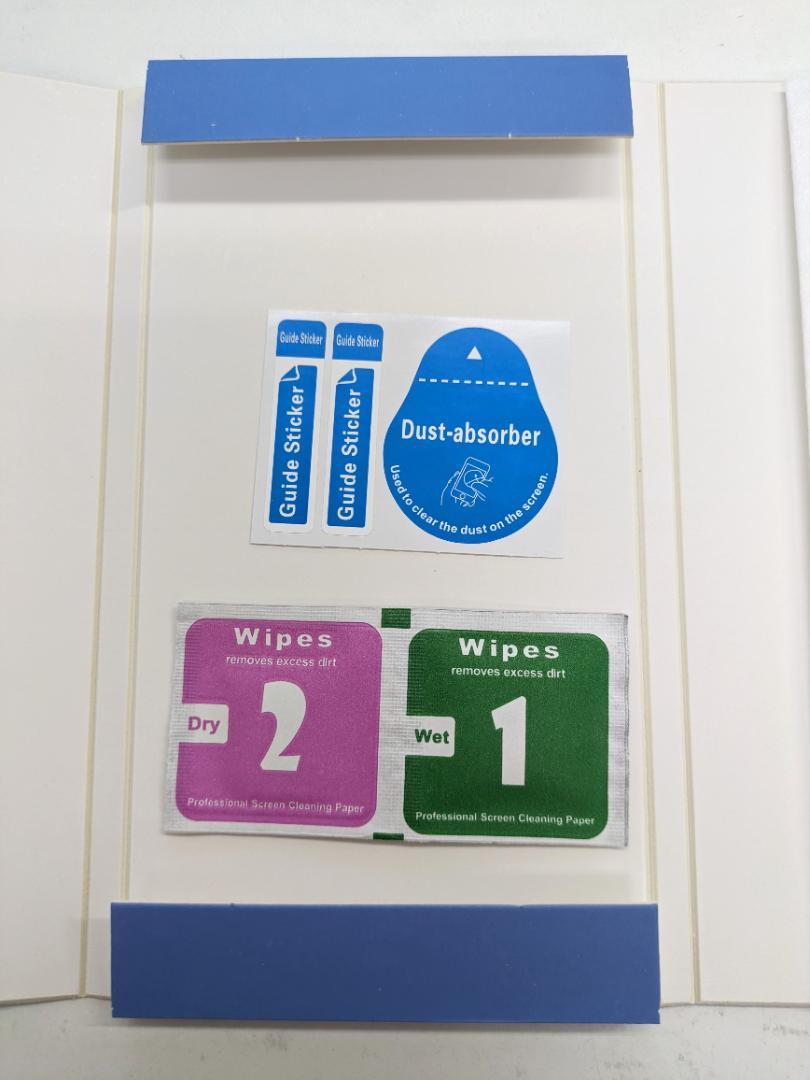 Guide Sticker
Guide Sticker
Guide Sticker
Guide Sticker
Dust-absorber
Used to clear the dust on the screen.
Wipes
removes excess dirt
2
Dry
Professional Screen Cleaning Paper
Wipes
removes excess dirt
1
Wet
Professional Screen Cleaning Paper